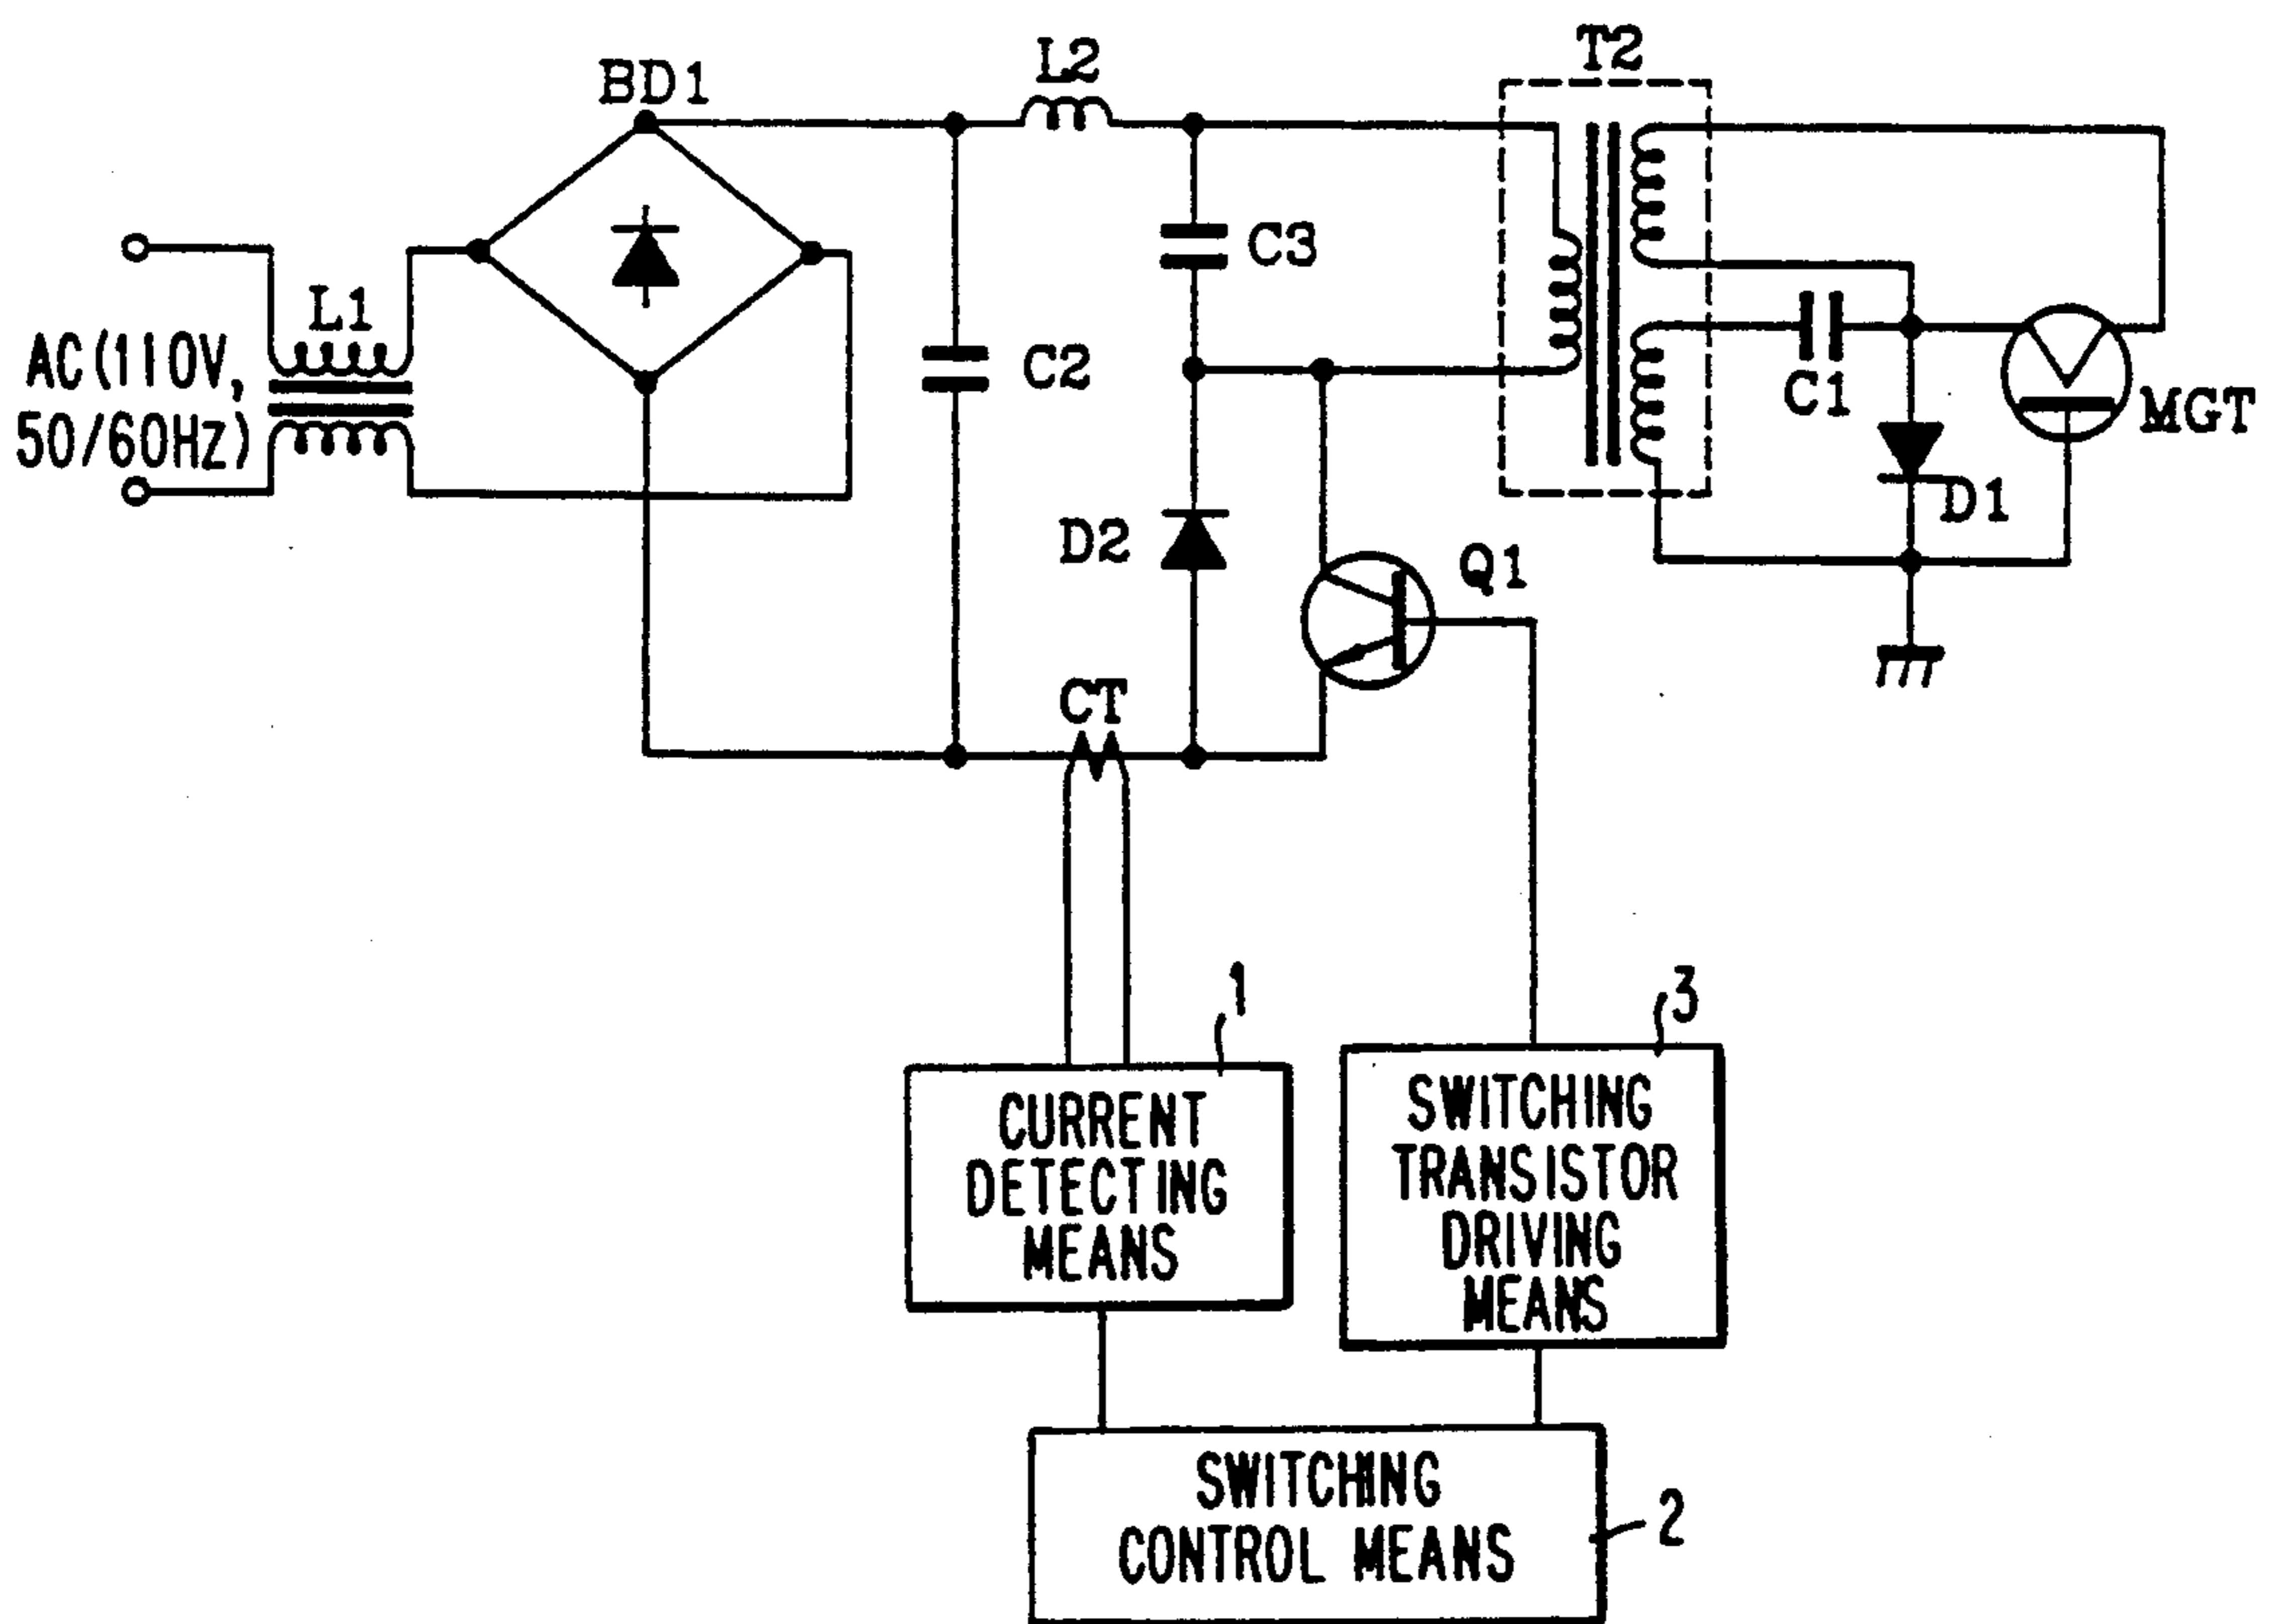 T2
L2
BD1
C3
L1
AC(110V,
50/60Hz)
C2
C1
MGT
D1
D2
Q1
CT
1
3
CURRENT
DETECTING
MEANS
SWITCHING
TRANSISTOR
DRIVING
MEANS
SWITCHING
CONTROL MEANS
2